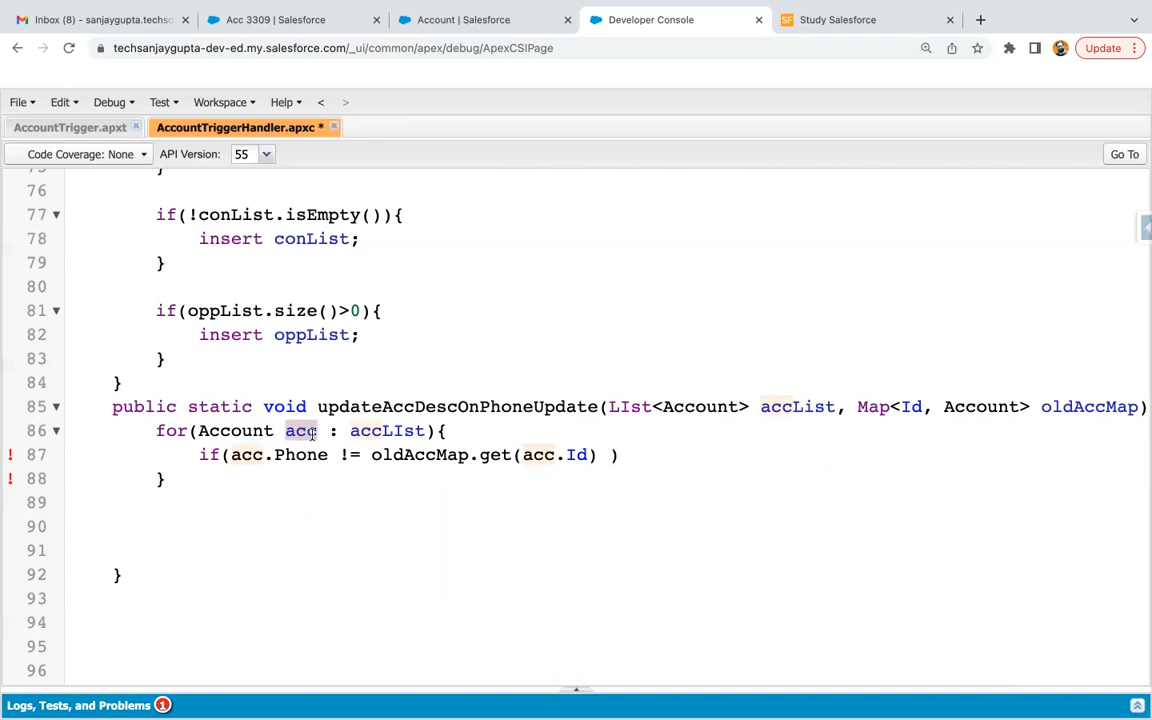 Inbox (8) - sanjaygupta.techsc
Acc 3309 | Salesforce
Account | Salesforce
Developer Console
Study Salesforce
techsanjaygupta-dev-ed.my.salesforce.com/_ui/common/apex/debug/ApexCSIPage
Update
File
Edit
Debug
Test
Workspace
Help
<
>
AccountTrigger.apxt
AccountTriggerHandler.apxc *
Code Coverage: None
API Version:
55
Go To
75 }
76
77 if(!conList.isEmpty()){
78 insert conList;
79 }
80
81 if(oppList.size()>0){
82 insert oppList;
83 }
84 }
85 public static void updateAccDescOnPhoneUpdate(LIst<Account> accList, Map<Id, Account> oldAccMap)
86 for(Account acc : accLIst){
87 if(acc.Phone != oldAccMap.get(acc.Id) )
88 }
89
90
91
92 }
93
94
95
96
Logs, Tests, and Problems 1